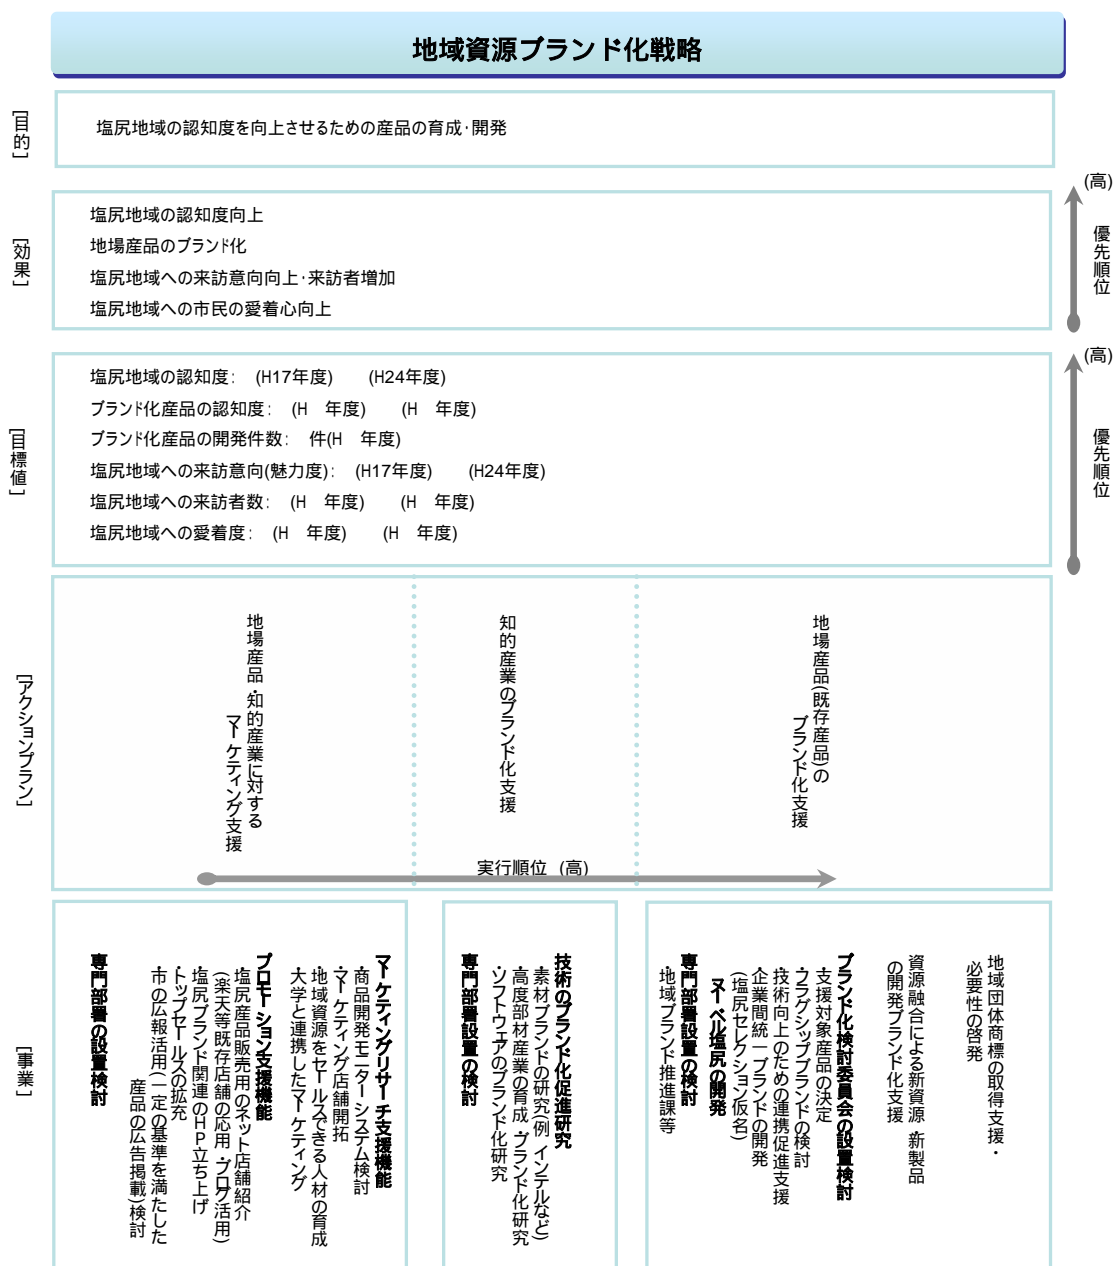 地域資源ブランド化戦略
[目的]
塩尻地域の認知度を向上させるための産品の育成・開発
[効果]
塩尻地域の認知度向上
地場産品のブランド化
塩尻地域への来訪意向向上・来訪者増加
塩尻地域への市民の愛着心向上
(高)
優先順位
[目標値]
塩尻地域の認知度: (H17年度) (H24年度)
ブランド化産品の認知度: (H 年度) (H 年度)
ブランド化産品の開発件数: 件(H 年度)
塩尻地域への来訪意向(魅力度): (H17年度) (H24年度)
塩尻地域への来訪者数: (H 年度) (H 年度)
塩尻地域への愛着度: (H 年度) (H 年度)
(高)
優先順位
[アクションプラン]
地場産品(既存産品)の
ブランド化支援
知的産業のブランド化支援
地場産品・知的産業に対する
マーケティング支援
実行順位 (高)
[事業]
地域団体商標の取得支援・
必要性の啓発
資源融合による新資源・新製品
の開発ブランド化支援
ブランド化検討委員会の設置検討
支援対象産品の決定
・フラグシップブランドの検討
技術向上のための連携促進支援
企業間統一ブランドの開発
(塩尻セレクション仮名)
ヌーベル塩尻の開発
専門部署設置の検討
・地域ブランド推進課等
技術のブランド化促進研究
素材ブランドの研究(例 インテルなど)
・高度部材産業の育成・ブランド化研究
・ソフトウェアのブランド化研究
専門部署設置の検討
マーケティングリサーチ支援機能
・商品開発モニターシステム検討
・マーケティング店舗開拓
・地域資源をセールスできる人材の育成
大学と連携したマーケティング
プロモーション支援機能
・塩尻産品販売用のネット店舗紹介
(楽天等既存店舗の応用・ブログ活用)
・塩尻ブランド関連のHP立ち上げ
・トップセールスの拡充
・市の広報活用(一定の基準を満たした
産品の広告掲載)検討
専門部署の設置検討